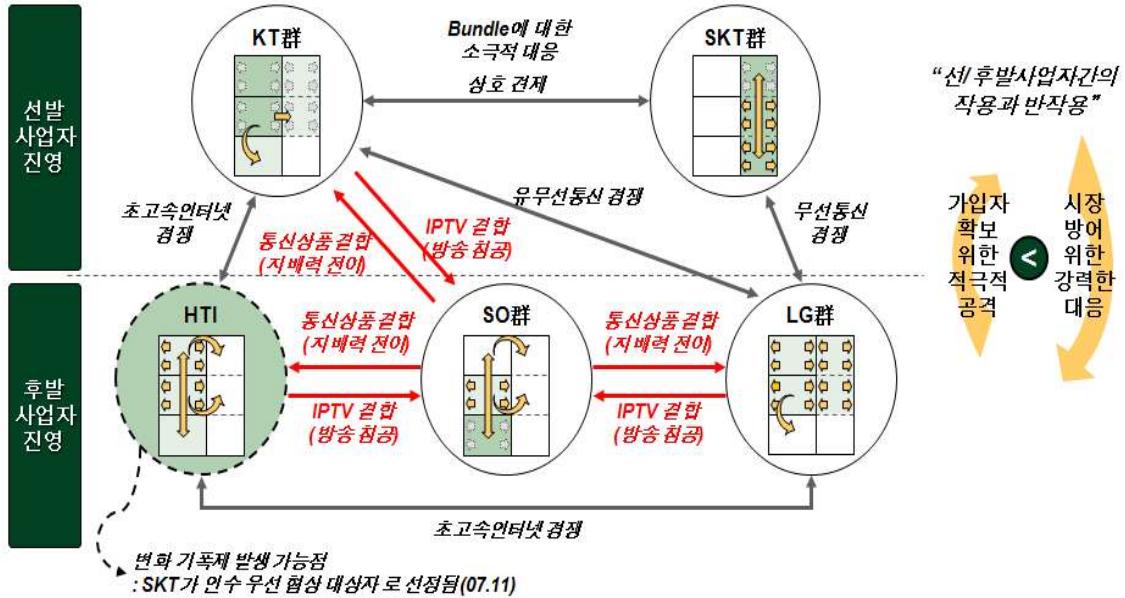 선발
사업자
진영
KT群
Bundle에 대한
소극적 대응
상호 견제
SKT群
초고속인터넷
경쟁
통신상품결합
(지배력 전이)
IPTV 결합
(방송 침공)
유무선통신 경쟁
무선통신
경쟁
후발
사업자
진영
HTI
통신상품결합
(지배력 전이)
IPTV 결합
(방송 침공)
SO群
통신상품결합
(지배력 전이)
IPTV 결합
(방송 침공)
LG群
초고속인터넷 경쟁
변화 기폭제 발생 가능점
: SKT가 인수 우선 협상 대상자 로 선정됨(07.11)
“선/후발사업자간의
작용과 반작용”
가입자
확보
위한
적극적
공격
<
시장
방어
위한
강력한
대응